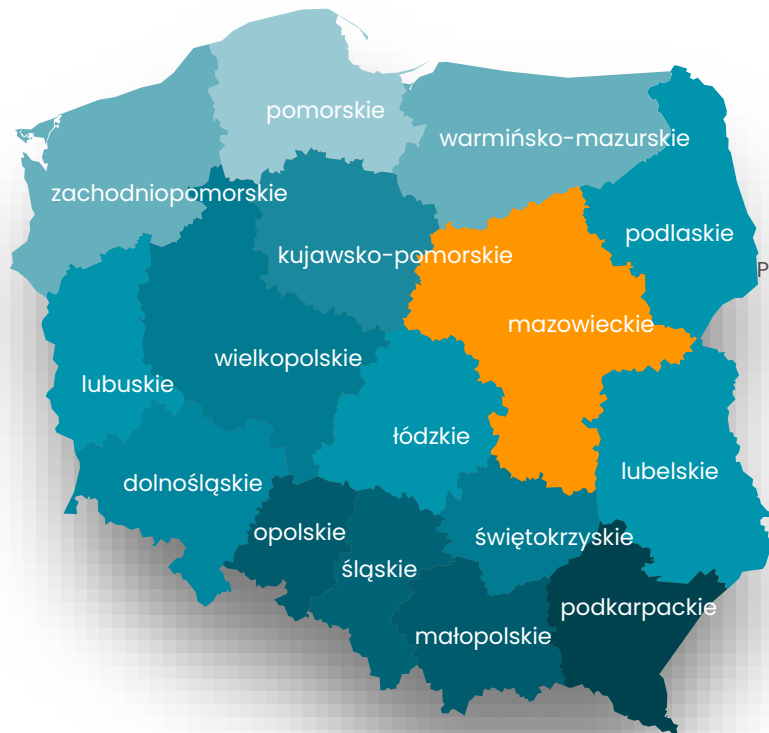 pomorskie
warmińsko-mazurskie
zachodniopomorskie
podlaskie
kujawsko-pomorskie
P
mazowieckie
wielkopolskie
lubuskie
łódzkie
lubelskie
dolnośląskie
opolskie
świętokrzyskie
śląskie
podkarpackie
małopolskie